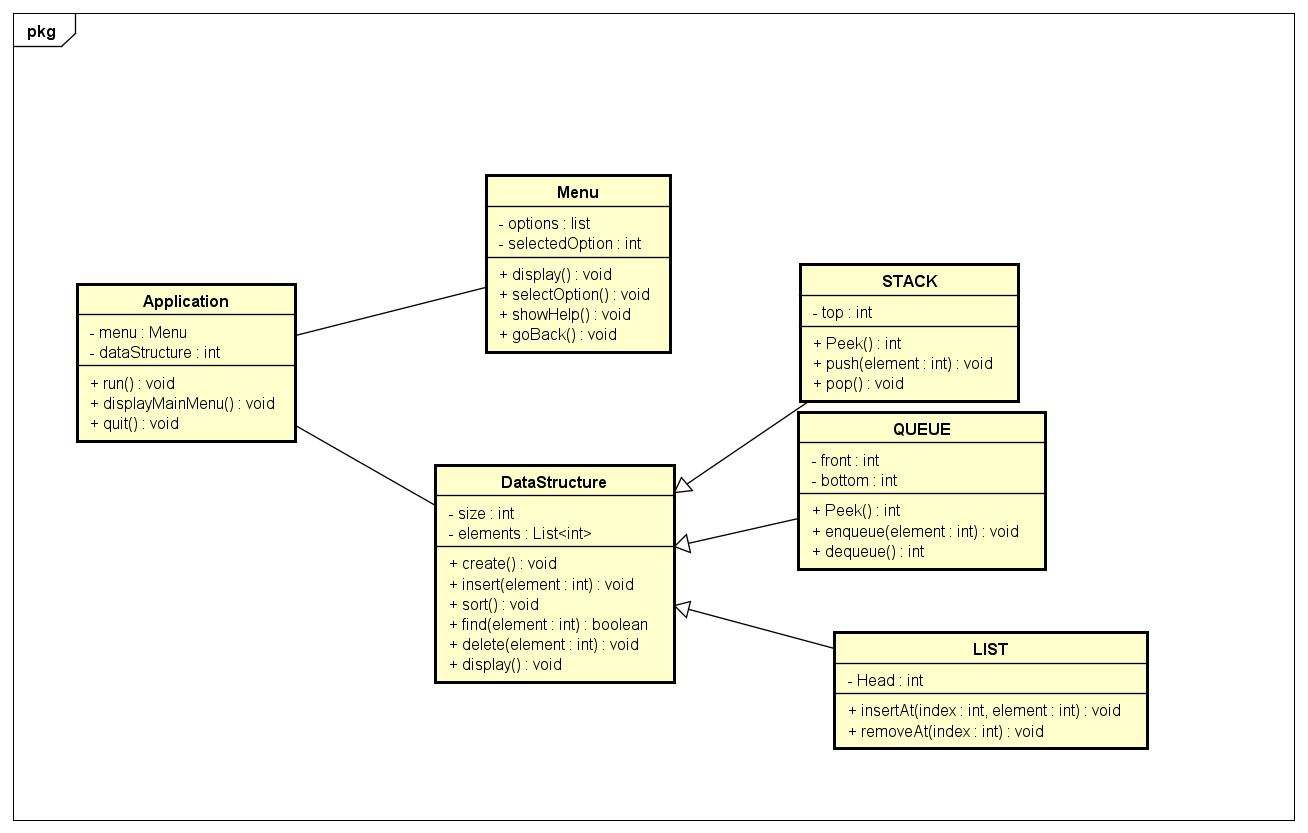 pkg
Menu
- options : list
- selectedOption : int
+ display() : void
+ selectOption() : void
+ showHelp() : void
+ goBack() : void
Application
- menu : Menu
- dataStructure : int
+ run() : void
+ displayMainMenu() : void
+ quit() : void
STACK
- top : int
+ Peek() : int
+ push(element : int) : void
+ pop() : void
QUEUE
- front : int
- bottom : int
+ Peek() : int
+ enqueue(element : int) : void
+ dequeue() : int
DataStructure
- size : int
- elements : List<int>
+ create() : void
+ insert(element : int) : void
+ sort() : void
+ find(element : int) : boolean
+ delete(element : int) : void
+ display() : void
LIST
- Head : int
+ insertAt(index : int, element : int) : void
+ removeAt(index : int) : void